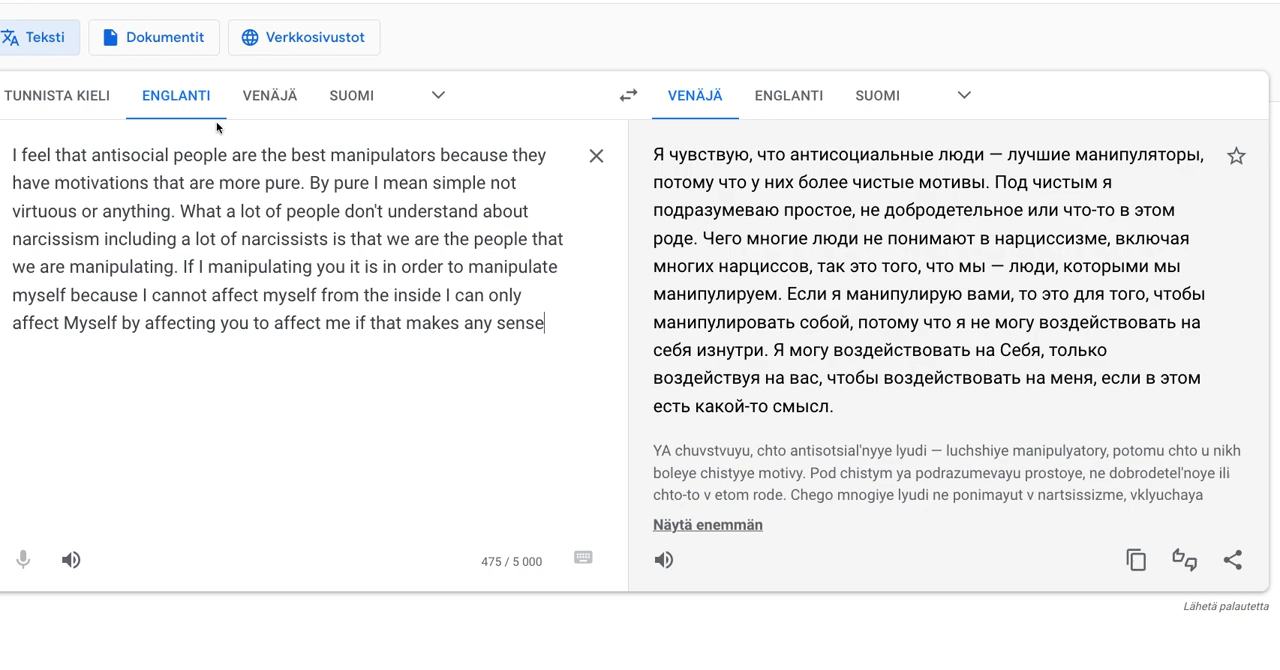 Teksti
Dokumentit
Verkkosivustot
TUNNISTA KIELI
ENGLANTI
VENÄJÄ
SUOMI
VENÄJÄ
ENGLANTI
SUOMI
I feel that antisocial people are the best manipulators because they
have motivations that are more pure. By pure I mean simple not
virtuous or anything. What a lot of people don't understand about
narcissism including a lot of narcissists is that we are the people that
we are manipulating. If I manipulating you it is in order to manipulate
myself because I cannot affect myself from the inside I can only
affect Myself by affecting you to affect me if that makes any sense
475 / 5 000
Я чувствую, что антисоциальные люди — лучшие манипуляторы,
потому что у них более чистые мотивы. Под чистым я
подразумеваю простое, не добродетельное или что-то в этом
роде. Чего многие люди не понимают в нарциссизме, включая
многих нарциссов, так это того, что мы — люди, которыми мы
манипулируем. Если я манипулирую вами, то это для того, чтобы
манипулировать собой, потому что я не могу воздействовать на
себя изнутри. Я могу воздействовать на Себя, только
воздействуя на вас, чтобы воздействовать на меня, если в этом
есть какой-то смысл.
YA chuvstvuyu, chto antisotsial'nyye lyudi — luchshiye manipulyatory, potomu chto u nikh
boleye chistyye motivy. Pod chistym ya podrazumevayu prostoye, ne dobrodetel'noye ili
chto-to v etom rode. Chego mnogiye lyudi ne ponimayut v nartsissizme, vklyuchaya
Näytä enemmän
Lähetä palautetta